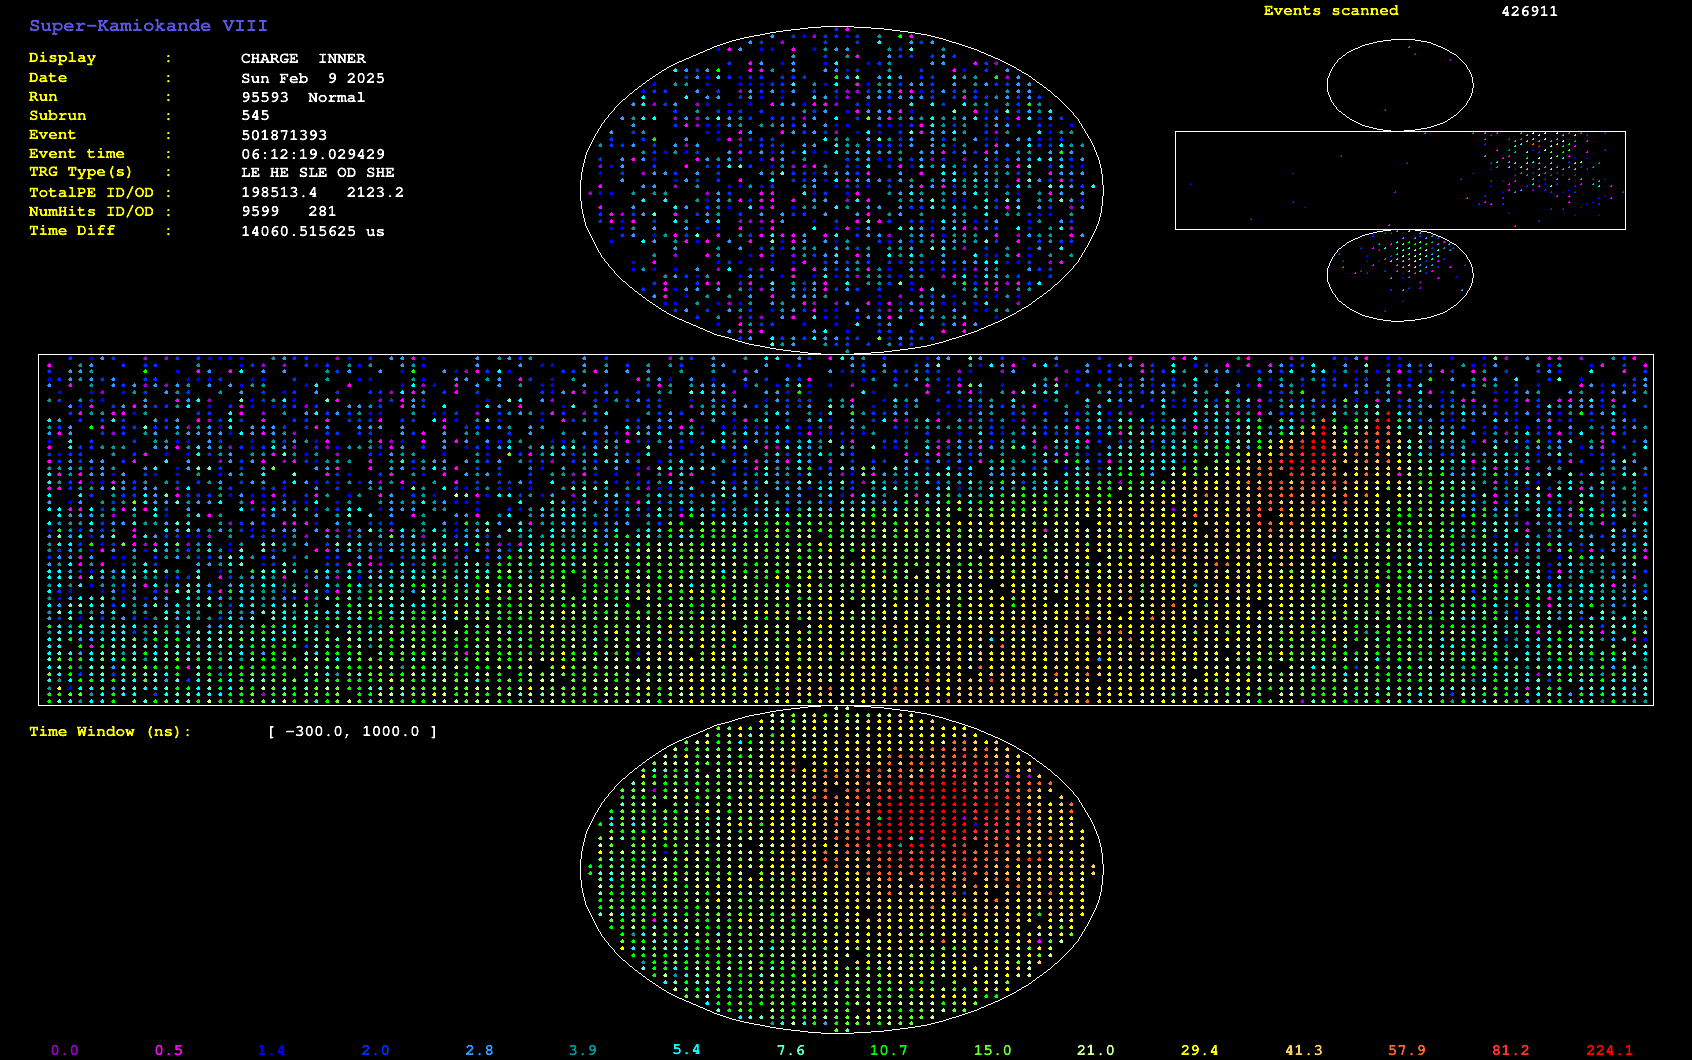 Super-Kamiokande VIII
Events scanned 426911
Display : CHARGE INNER
Date : Sun Feb 9 2025
Run : 95593 Normal
Subrun : 545
Event : 501871393
Event time : 06:12:19.029429
TRG Type(s) : LE HE SLE OD SHE
TotalPE ID/OD : 198513.4 2123.2
NumHits ID/OD : 9599 281
Time Diff : 14060.515625 us
Time Window (ns): [ -300.0, 1000.0 ]
0.0 0.5 1.4 2.0 2.8 3.9 5.4 7.6 10.7 15.0 21.0 29.4 41.3 57.9 81.2 224.1